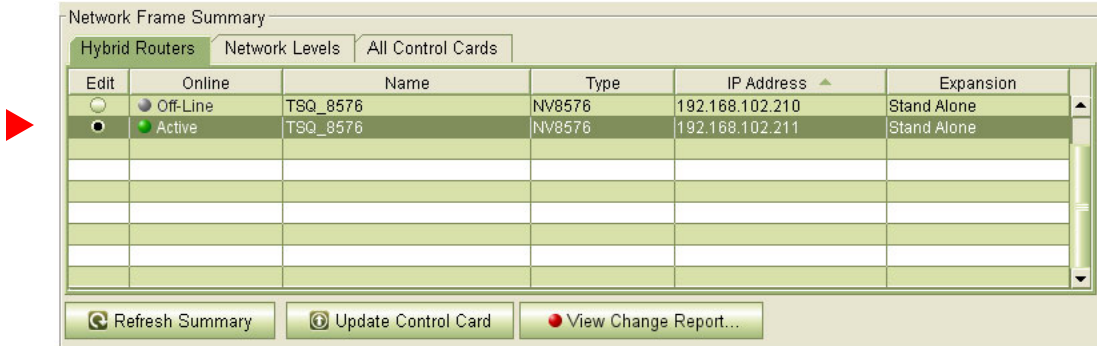 Network Frame Summary
Hybrid Routers Network Levels All Control Cards
Edit Online Name Type IP Address Expansion
Off-Line TSQ_8576 NV8576 192.168.102.210 Stand Alone
Active TSQ_8576 NV8576 192.168.102.211 Stand Alone
Refresh Summary Update Control Card View Change Report...